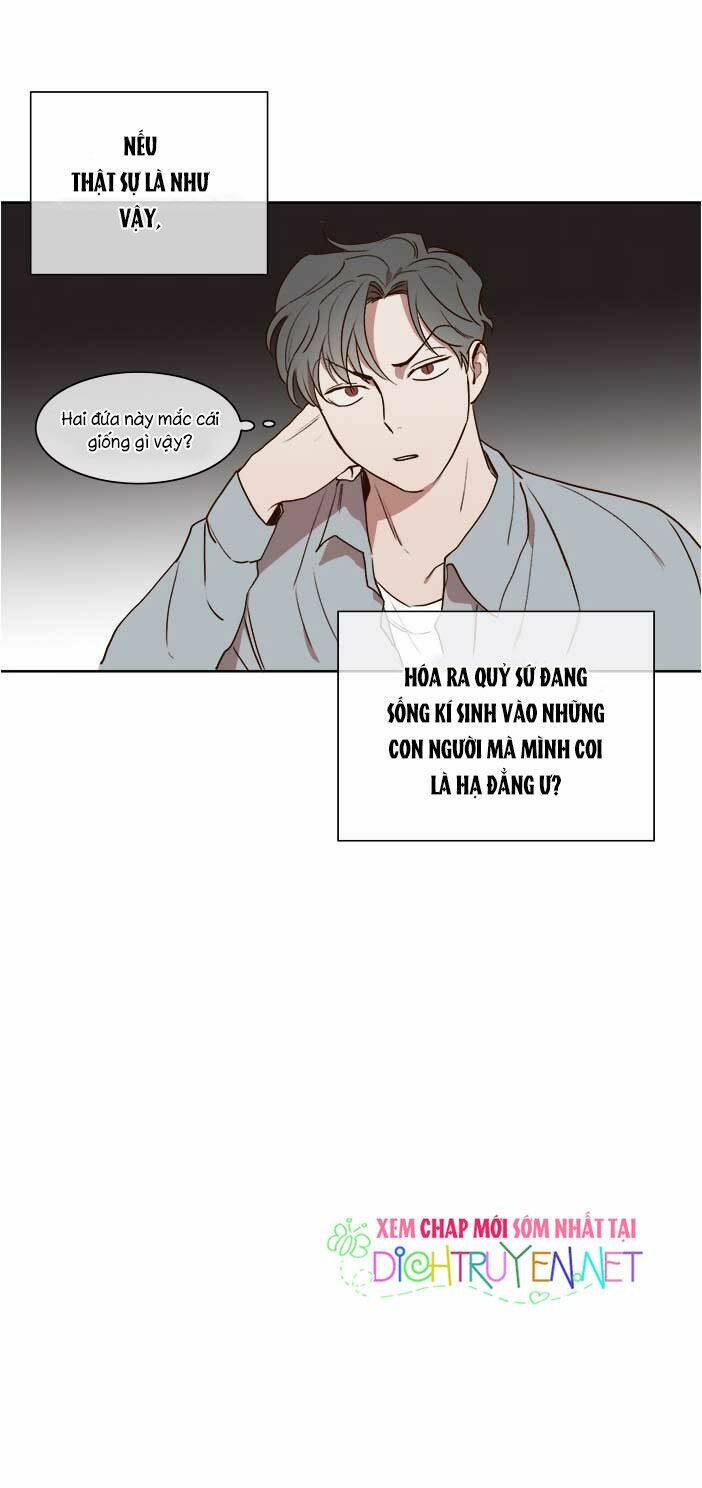 NẾU
THẬT SỰ LÀ NHƯ
VẬY,
Hai đứa này mắc cái
giống gì vậy?
HÓA RA QUỶ SỨ ĐANG
SỐNG KÍ SINH VÀO NHỮNG
CON NGƯỜI MÀ MÌNH COI
LÀ HẠ ĐẲNG Ư?
XEM CHAP MỚI SỚM NHẤT TẠI
DICHTRUYEN.NET